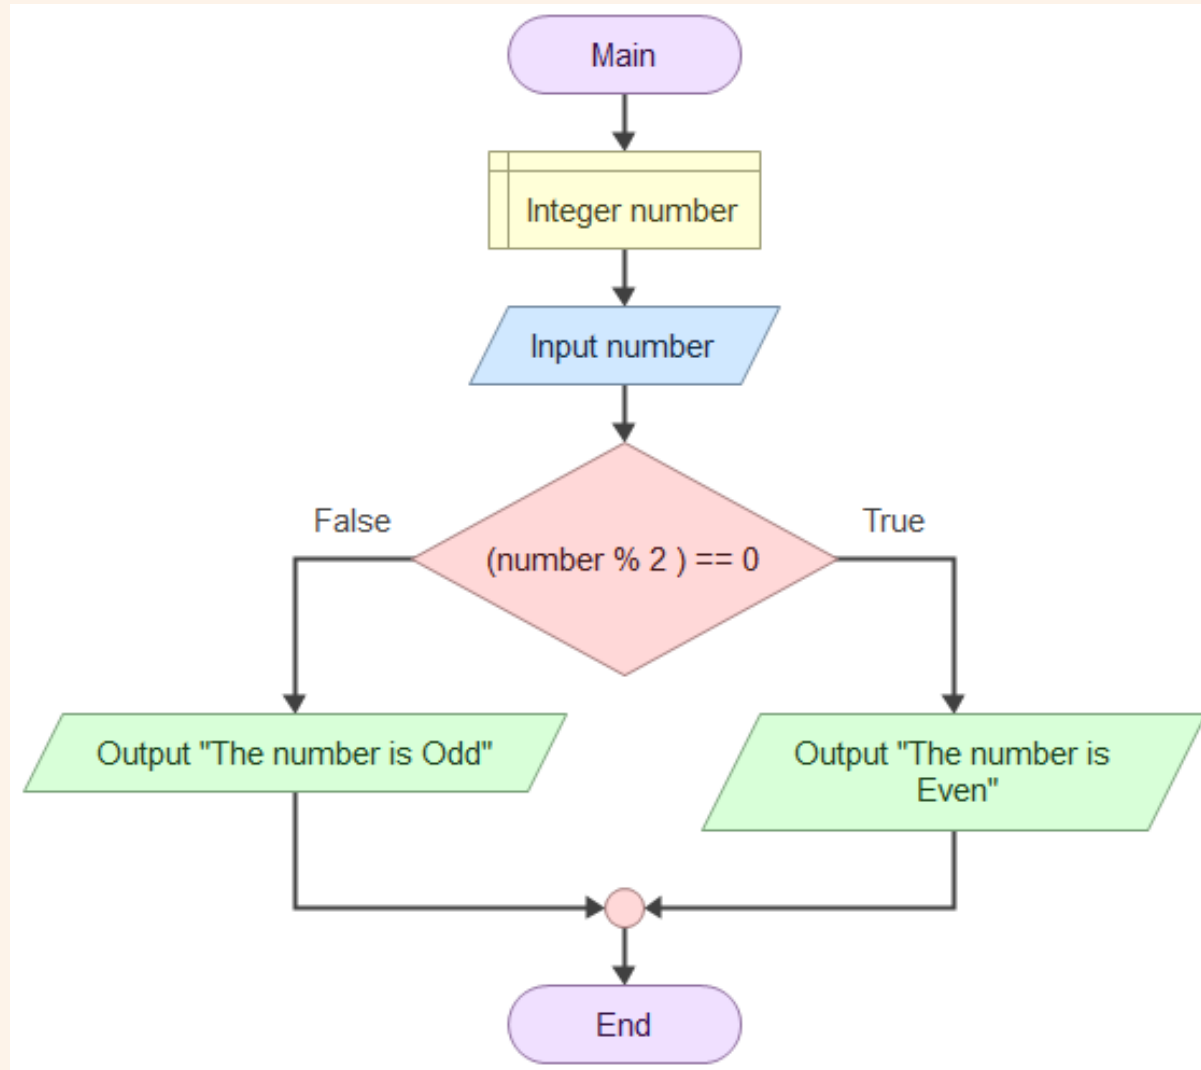 Main
Integer number
Input number
False
True
(number % 2 ) == 0
Output "The number is Odd"
Output "The number is
Even"
End